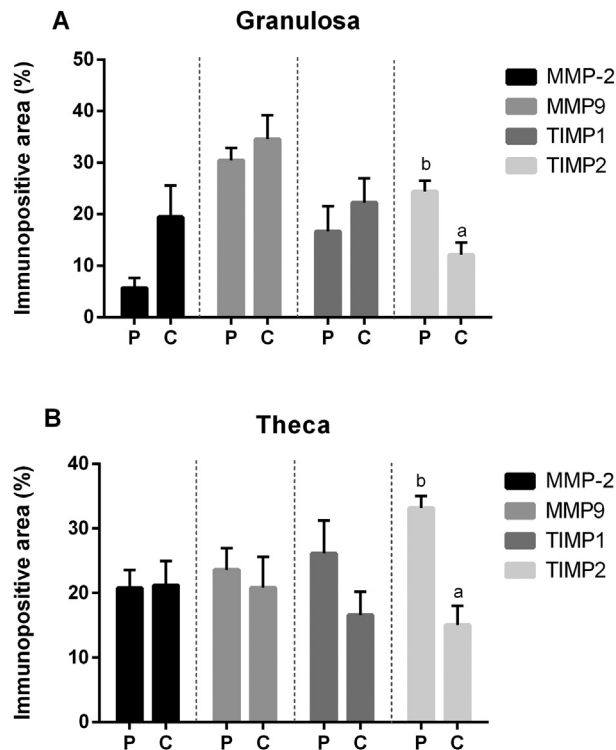 A
Granulosa
Immunopositive area (%)
50
40
30
20
10
0
b
a
P C P C P C P C
MMP-2
MMP9
TIMP1
TIMP2
B
Theca
Immunopositive area (%)
40
30
20
10
0
b
a
P C P C P C P C
MMP-2
MMP9
TIMP1
TIMP2